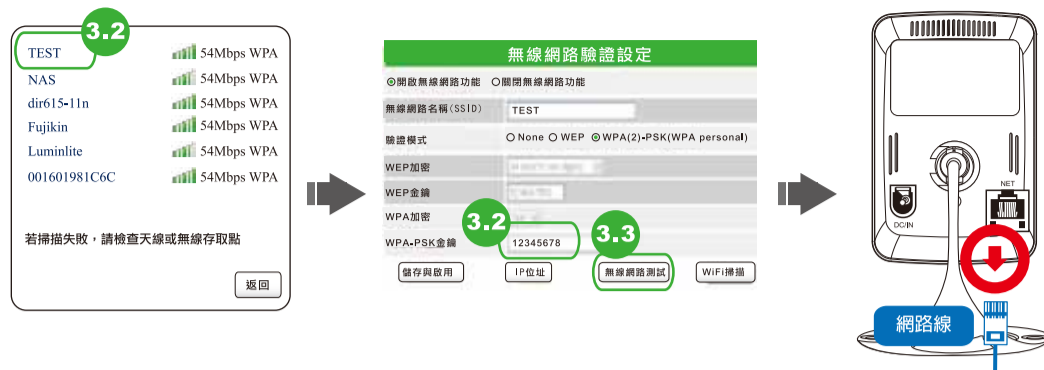 3.2
TEST 54Mbps WPA
NAS 54Mbps WPA
dir615-11n 54Mbps WPA
Fujikin 54Mbps WPA
Luminlite 54Mbps WPA
001601981C6C 54Mbps WPA
若掃描失敗，請檢查天線或無線存取點
返回
無線網路驗證設定
開啟無線網路功能 關閉無線網路功能
無線網路名稱(SSID) TEST
驗證模式 None WEP WPA(2)-PSK(WPA personal)
WEP加密
WEP金鑰
WPA加密
3.2
WPA-PSK金鑰 12345678
3.3
儲存與啟用 IP位址 無線網路測試 WiFi掃描
NET
DC/IN
網路線